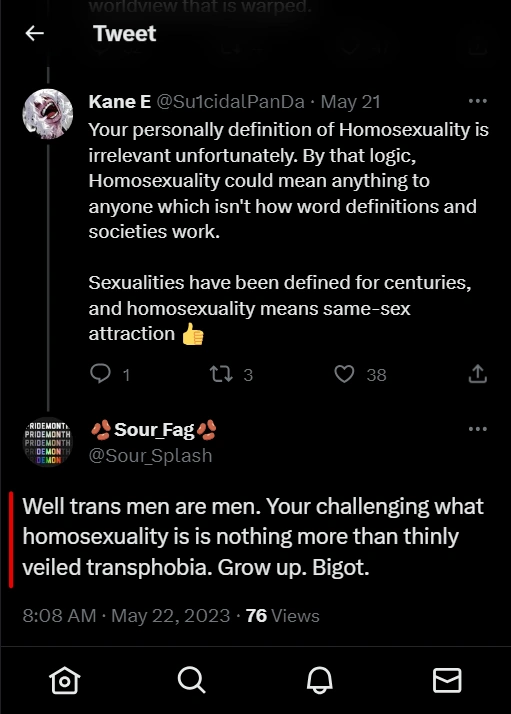 worldview that is warped.
Tweet
Kane E @Su1cidalPanDa · May 21
Your personally definition of Homosexuality is
irrelevant unfortunately. By that logic,
Homosexuality could mean anything to
anyone which isn't how word definitions and
societies work.
Sexualities have been defined for centuries,
and homosexuality means same-sex
attraction 👍
1 3 38
RIDEMONT
PRIDEMONTH
PRIDEMONTH
DEMON
DEMON
🫘Sour_Fag🫘
@Sour_Splash
Well trans men are men. Your challenging what
homosexuality is is nothing more than thinly
veiled transphobia. Grow up. Bigot.
8:08 AM · May 22, 2023 · 76 Views